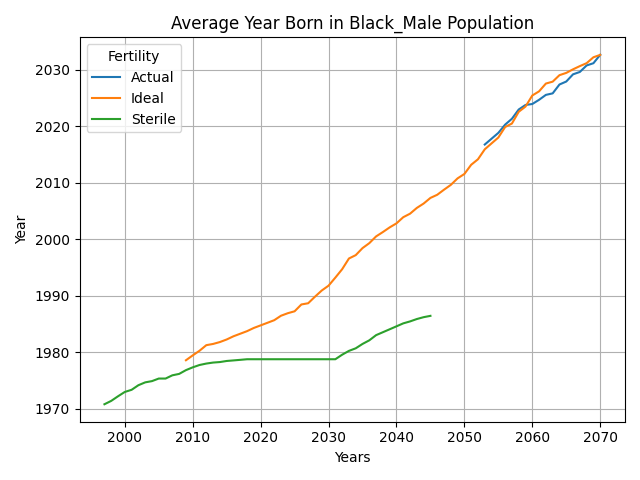 Average Year Born in Black_Male Population
Fertility
Actual
Ideal
Sterile
2030
2020
2010
2000
1990
1980
1970
Year
2000 2010 2020 2030 2040 2050 2060 2070
Years